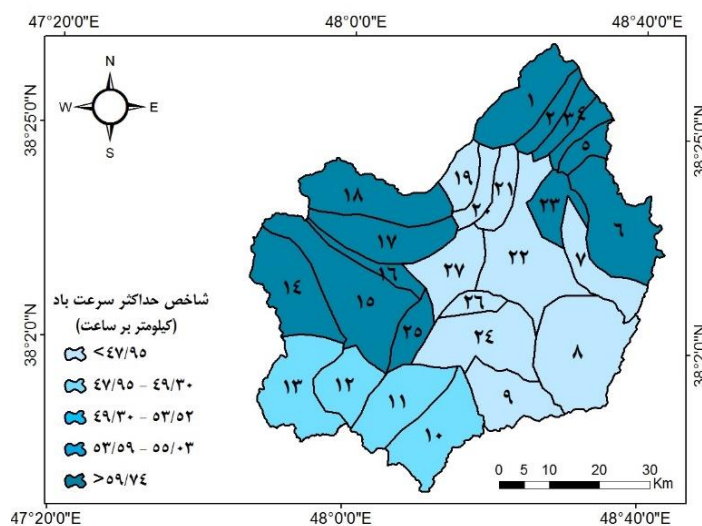 47°20'0"E
48°0'0"E
48°40'0"E
38°25'0"N
38°2'0"N
38°25'0"N
38°2'0"N
N
W E
S
۱
۲
۳
۴
۵
۶
۷
۸
۹
۱۰
۱۱
۱۲
۱۳
۱۴
۱۵
۱۶
۱۷
۱۸
۱۹
۲۰
۲۱
۲۲
۲۳
۲۴
۲۵
۲۶
۲۷
شاخص حداکثر سرعت باد
(کیلومتر بر ساعت)
<۴۷/۹۵
۴۷/۹۵ – ۴۹/۳۰
۴۹/۳۰ – ۵۳/۵۲
۵۳/۵۹ – ۵۵/۰۳
>۵۹/۷۴
0 5 10 20 30
Km
47°20'0"E
48°0'0"E
48°40'0"E